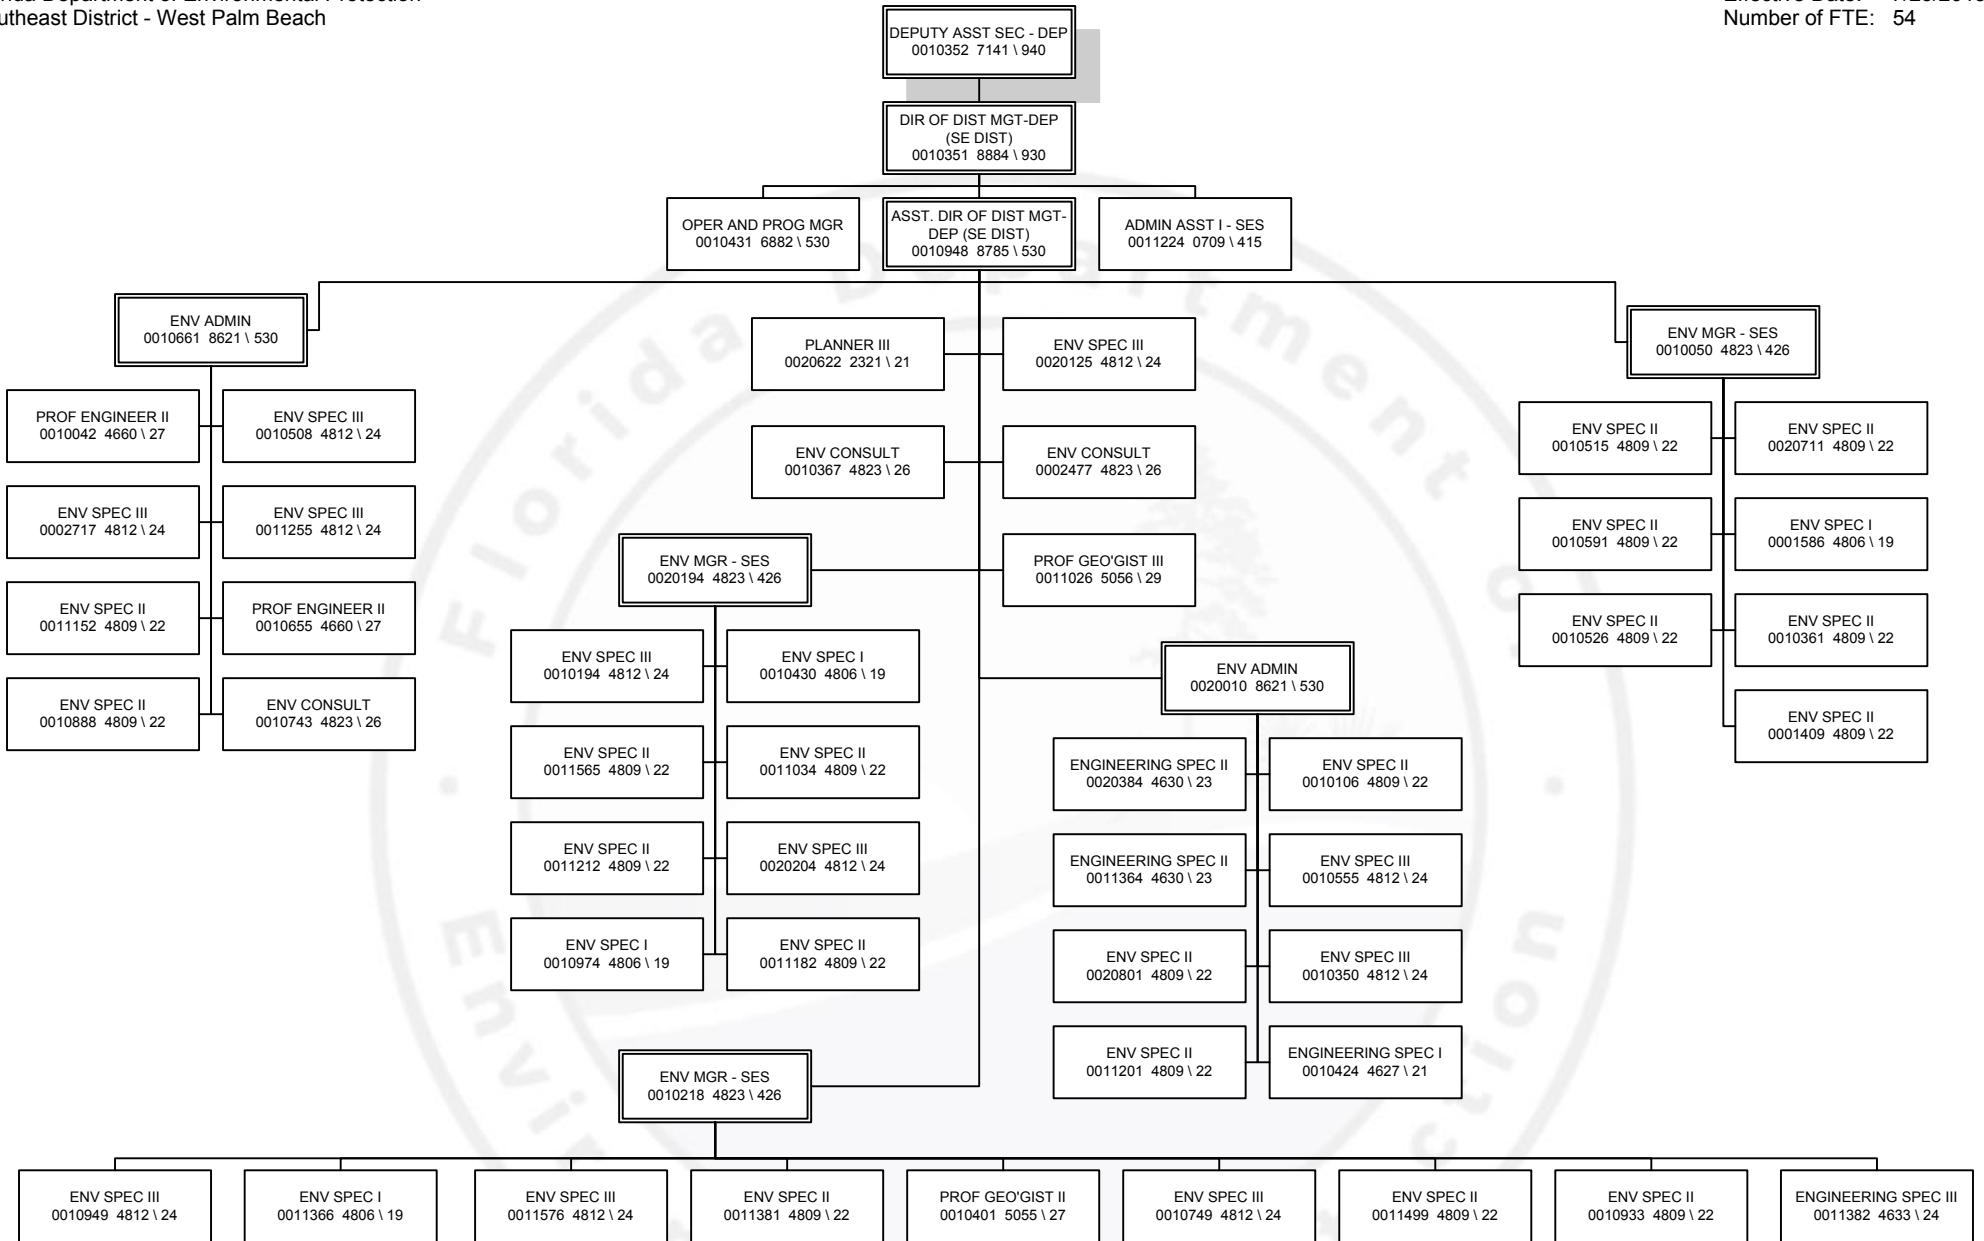 Department of Environmental Protection
District - West Palm Beach
Number of FTE: 54
DEPUTY ASST SEC - DEP
0010352 7141 \ 940
DIR OF DIST MGT-DEP
(SE DIST)
0010351 8884 \ 930
OPER AND PROG MGR
0010431 6882 \ 530
ASST. DIR OF DIST MGT-
DEP (SE DIST)
0010948 8785 \ 530
ADMIN ASST I - SES
0011224 0709 \ 415
ENV ADMIN
0010661 8621 \ 530
PROF ENGINEER II
0010042 4660 \ 27
ENV SPEC III
0010508 4812 \ 24
ENV SPEC III
0002717 4812 \ 24
ENV SPEC III
0011255 4812 \ 24
ENV SPEC II
0011152 4809 \ 22
PROF ENGINEER II
0010655 4660 \ 27
ENV SPEC II
0010888 4809 \ 22
ENV CONSULT
0010743 4823 \ 26
PLANNER III
0020622 2321 \ 21
ENV SPEC III
0020125 4812 \ 24
ENV CONSULT
0010367 4823 \ 26
ENV CONSULT
0002477 4823 \ 26
ENV MGR - SES
0020194 4823 \ 426
PROF GEO'GIST III
0011026 5056 \ 29
ENV SPEC III
0010194 4812 \ 24
ENV SPEC I
0010430 4806 \ 19
ENV SPEC II
0011565 4809 \ 22
ENV SPEC II
0011034 4809 \ 22
ENV SPEC II
0011212 4809 \ 22
ENV SPEC III
0020204 4812 \ 24
ENV SPEC I
0010974 4806 \ 19
ENV SPEC II
0011182 4809 \ 22
ENV ADMIN
0020010 8621 \ 530
ENGINEERING SPEC II
0020384 4630 \ 23
ENV SPEC II
0010106 4809 \ 22
ENGINEERING SPEC II
0011364 4630 \ 23
ENV SPEC III
0010555 4812 \ 24
ENV SPEC II
0020801 4809 \ 22
ENV SPEC III
0010350 4812 \ 24
ENV SPEC II
0011201 4809 \ 22
ENGINEERING SPEC I
0010424 4627 \ 21
ENV MGR - SES
0010050 4823 \ 426
ENV SPEC II
0010515 4809 \ 22
ENV SPEC II
0020711 4809 \ 22
ENV SPEC II
0010591 4809 \ 22
ENV SPEC I
0001586 4806 \ 19
ENV SPEC II
0010526 4809 \ 22
ENV SPEC II
0010361 4809 \ 22
ENV SPEC II
0001409 4809 \ 22
ENV MGR - SES
0010218 4823 \ 426
ENV SPEC III
0010949 4812 \ 24
ENV SPEC I
0011366 4806 \ 19
ENV SPEC III
0011576 4812 \ 24
ENV SPEC II
0011381 4809 \ 22
PROF GEO'GIST II
0010401 5055 \ 27
ENV SPEC III
0010749 4812 \ 24
ENV SPEC II
0011499 4809 \ 22
ENV SPEC II
0010933 4809 \ 22
ENGINEERING SPEC III
0011382 4633 \ 24
Florida Department of